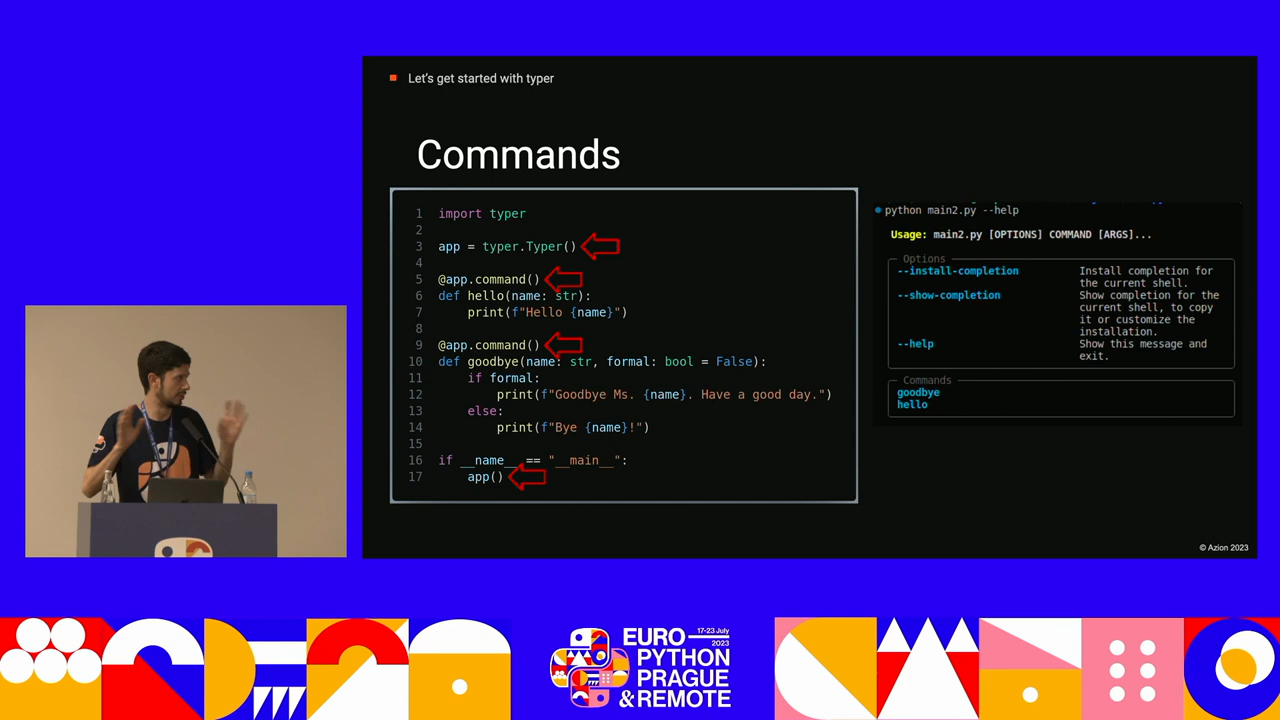 Let's get started with typer
Commands
1 import typer
2
3 app = typer.Typer()
4
5 @app.command()
6 def hello(name: str):
7     print(f"Hello {name}")
8
9 @app.command()
10 def goodbye(name: str, formal: bool = False):
11     if formal:
12         print(f"Goodbye Ms. {name}. Have a good day.")
13     else:
14         print(f"Bye {name}!")
15
16 if __name__ == "__main__":
17     app()
python main2.py --help
Usage: main2.py [OPTIONS] COMMAND [ARGS]...
Options
--install-completion Install completion for
the current shell.
--show-completion Show completion for the
current shell, to copy
it or customize the
installation.
--help Show this message and
exit.
Commands
goodbye
hello
© Azion 2023
17-23 July
2023
EURO
PYTHON
PRAGUE
& REMOTE